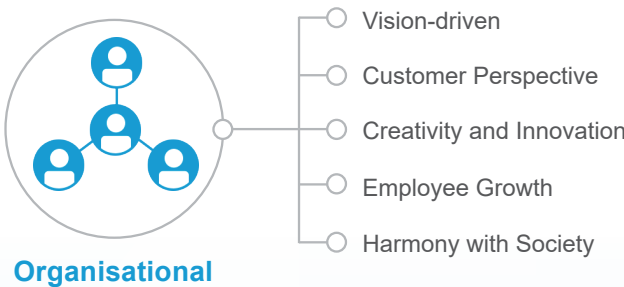 Vision-driven
Customer Perspective
Creativity and Innovation
Employee Growth
Harmony with Society
Organisational